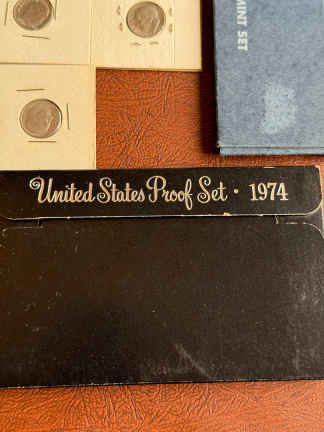 MINT SET
United States Proof Set · 1974